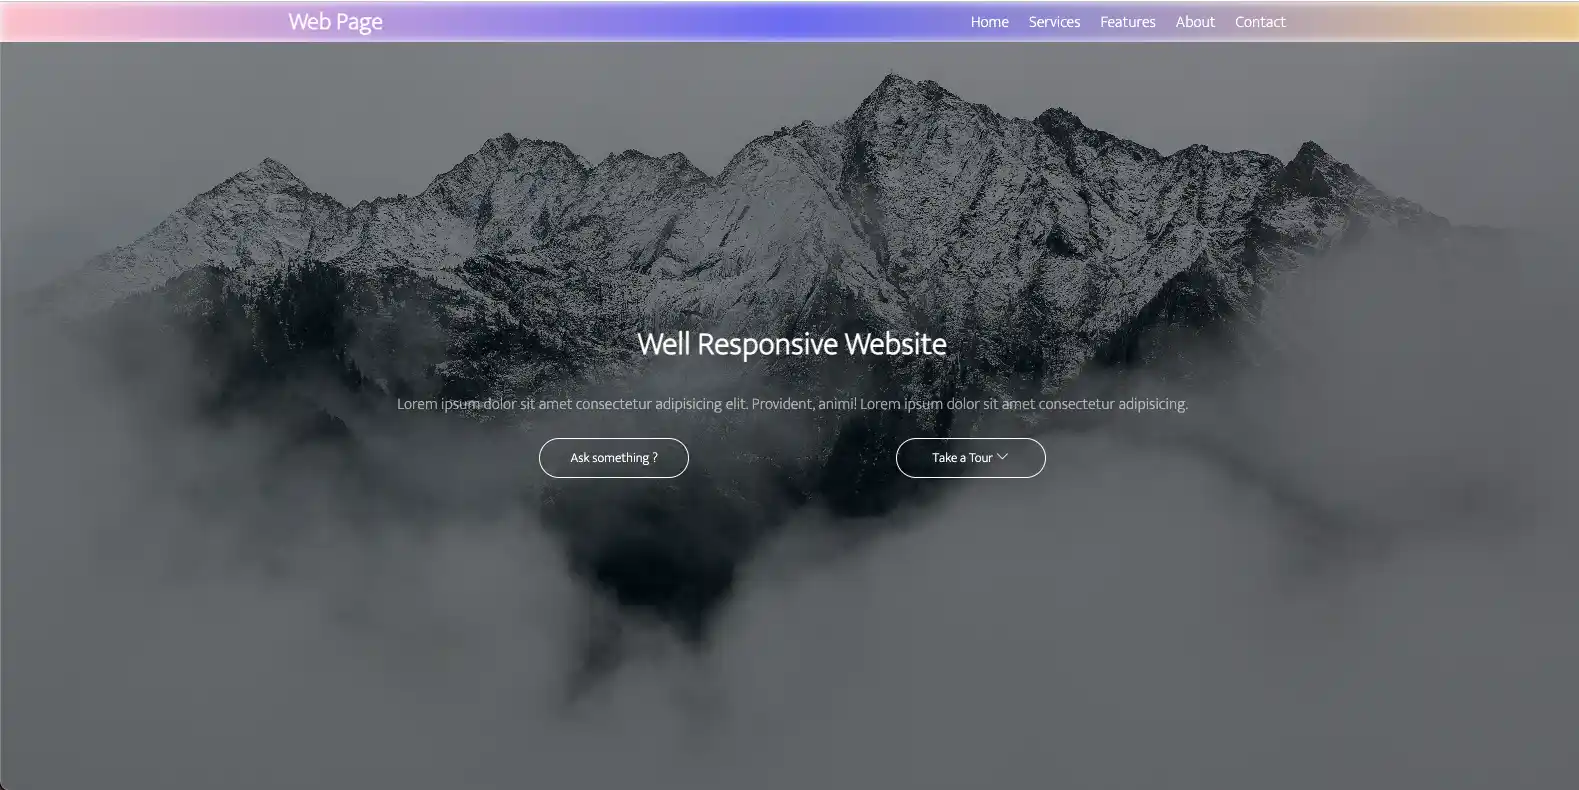 Web Page
Home Services Features About Contact
Well Responsive Website
Lorem ipsum dolor sit amet consectetur adipisicing elit. Provident, animi! Lorem ipsum dolor sit amet consectetur adipisicing.
Ask something ?
Take a Tour